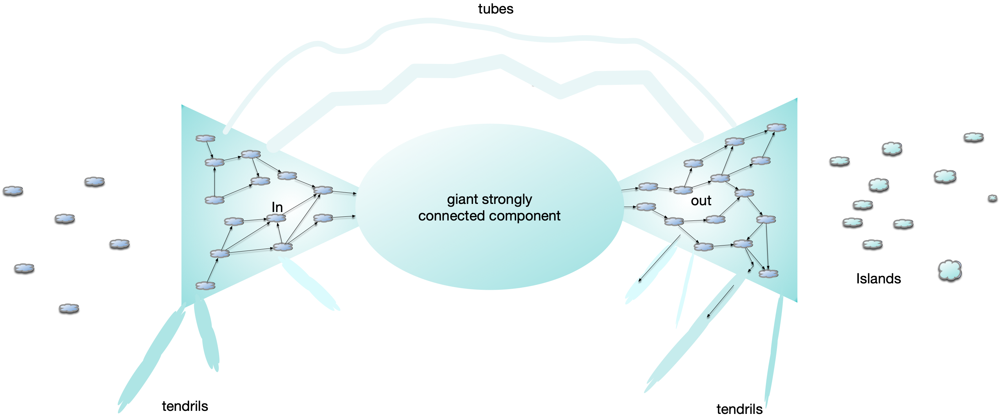 tubes
In
giant strongly
connected component
out
Islands
tendrils
tendrils